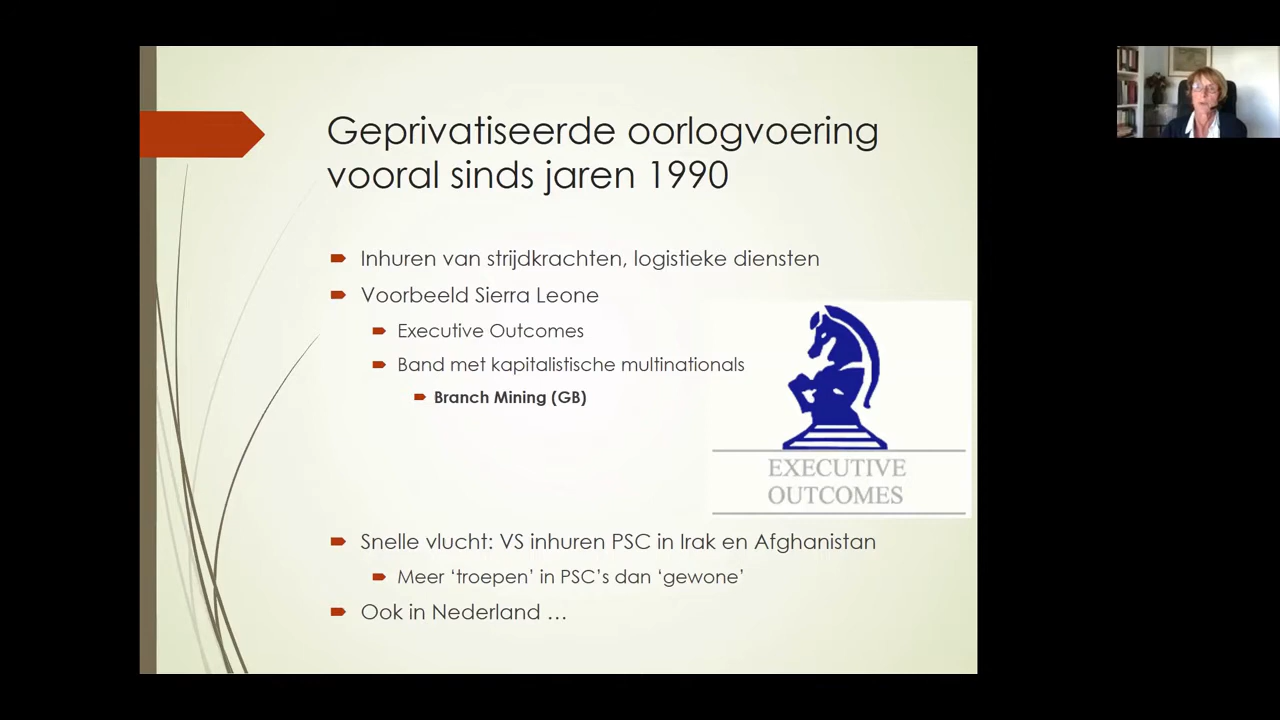 Geprivatiseerde oorlogvoering
vooral sinds jaren 1990
Inhuren van strijdkrachten, logistieke diensten
Voorbeeld Sierra Leone
Executive Outcomes
Band met kapitalistische multinationals
Branch Mining (GB)
EXECUTIVE
OUTCOMES
Snelle vlucht: VS inhuren PSC in Irak en Afghanistan
Meer ‘troepen’ in PSC’s dan ‘gewone’
Ook in Nederland …